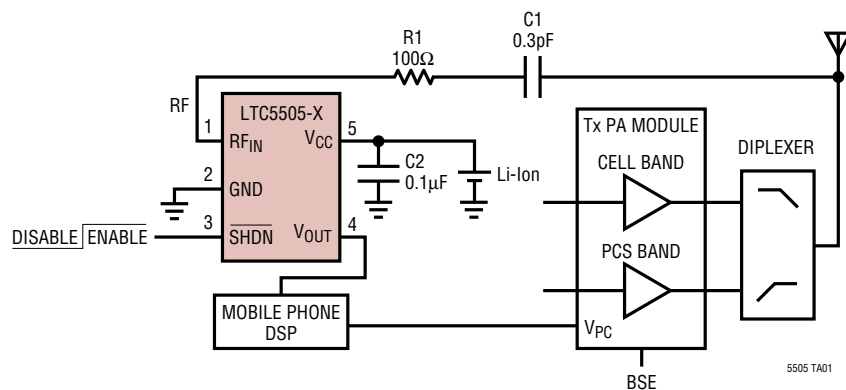 C1
0.3pF
R1
100Ω
RF
LTC5505-X
1
RFIN
VCC
5
2
GND
C2
0.1µF
Li-Ion
DISABLE ENABLE
3
SHDN
VOUT
4
MOBILE PHONE
DSP
Tx PA MODULE
CELL BAND
PCS BAND
VPC
BSE
DIPLEXER
5505 TA01